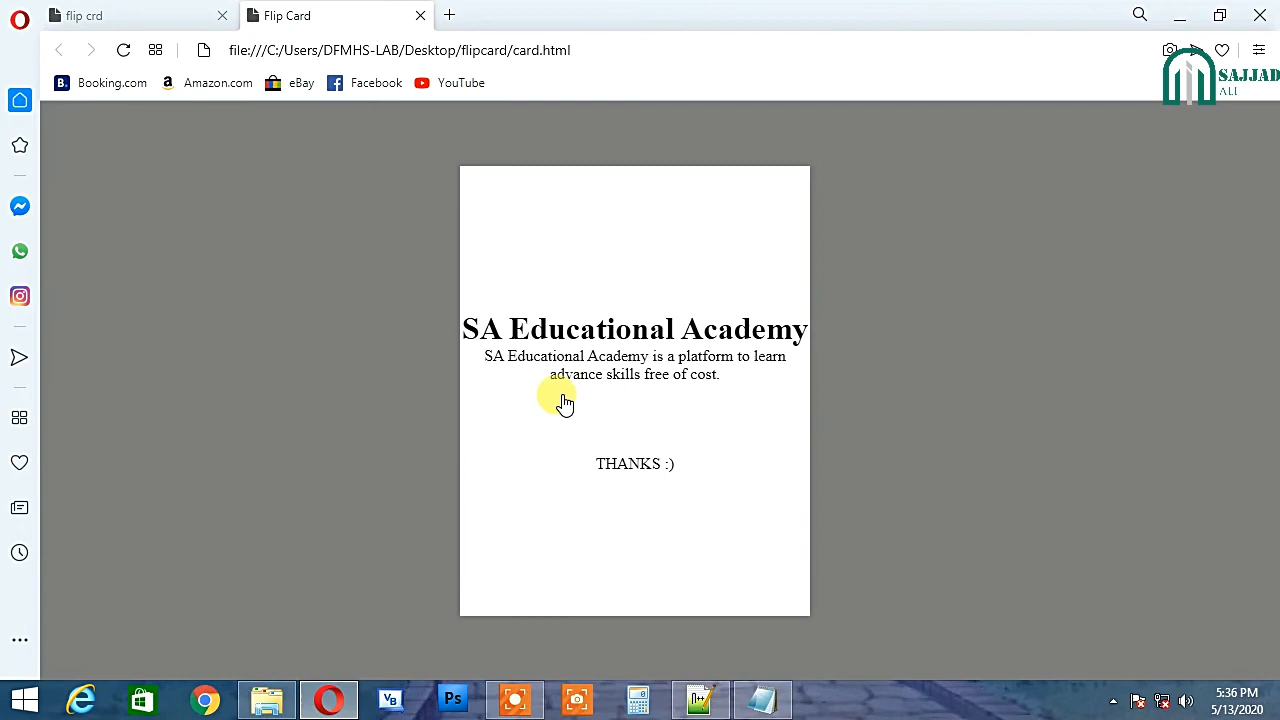 flip crd
Flip Card
file:///C:/Users/DFMHS-LAB/Desktop/flipcard/card.html
B. Booking.com
a Amazon.com
eBay
Facebook
YouTube
SAJJAD
ALI
SA Educational Academy
SA Educational Academy is a platform to learn
advance skills free of cost.
THANKS :)
VB
Ps
5:36 PM
5/13/2020